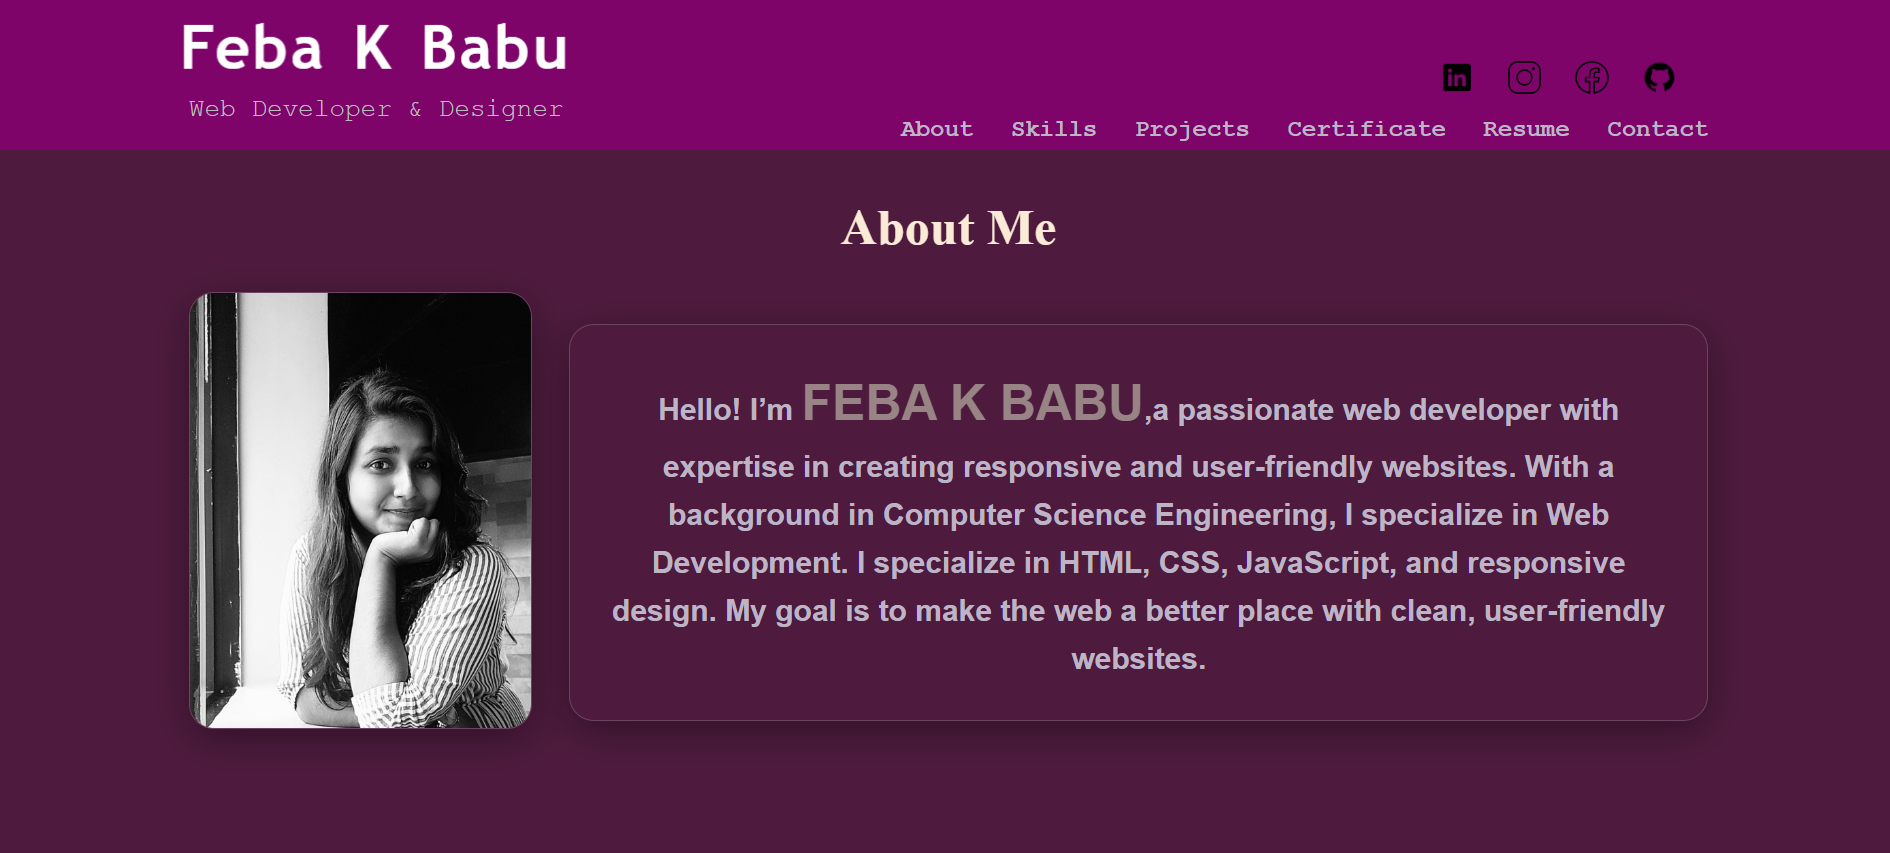 Feba K Babu
Web Developer & Designer
in
About Skills Projects Certificate Resume Contact
About Me
Hello! I’m FEBA K BABU,a passionate web developer with
expertise in creating responsive and user-friendly websites. With a
background in Computer Science Engineering, I specialize in Web
Development. I specialize in HTML, CSS, JavaScript, and responsive
design. My goal is to make the web a better place with clean, user-friendly
websites.